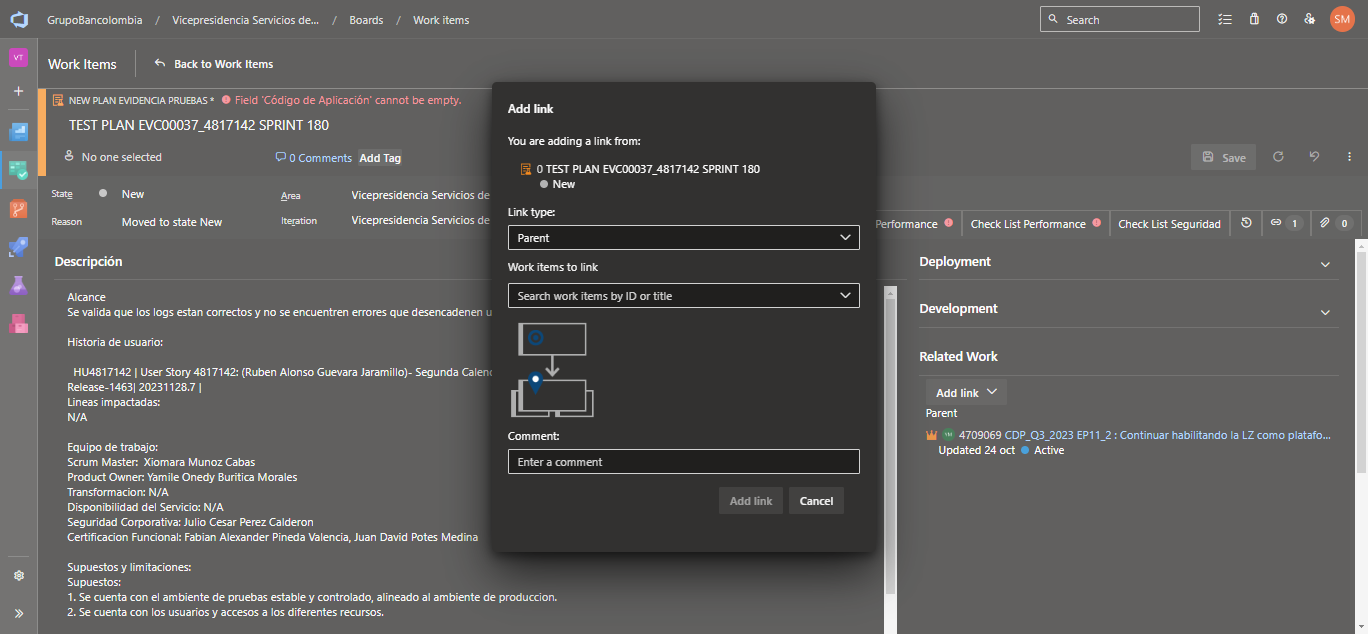 GrupoBancolombia / Vicepresidencia Servicios de... / Boards / Work items
Search
SM
VT
Work Items
Back to Work Items
NEW PLAN EVIDENCIA PRUEBAS * Field 'Código de Aplicación' cannot be empty.
TEST PLAN EVC00037_4817142 SPRINT 180
No one selected
0 Comments
Add Tag
Save
State
New
Area
Vicepresidencia Servicios de
Reason
Moved to state New
Iteration
Vicepresidencia Servicios de
Performance
Check List Performance
Check List Seguridad
1
0
Descripción
Alcance
Se valida que los logs estan correctos y no se encuentren errores que desencadenen u
Historia de usuario:
HU4817142 | User Story 4817142: (Ruben Alonso Guevara Jaramillo)- Segunda Calend
Release-1463| 20231128.7 |
Lineas impactadas:
N/A
Equipo de trabajo:
Scrum Master: Xiomara Munoz Cabas
Product Owner: Yamile Onedy Buritica Morales
Transformacion: N/A
Disponibilidad del Servicio: N/A
Seguridad Corporativa: Julio Cesar Perez Calderon
Certificacion Funcional: Fabian Alexander Pineda Valencia, Juan David Potes Medina
Supuestos y limitaciones:
Supuestos:
1. Se cuenta con el ambiente de pruebas estable y controlado, alineado al ambiente de produccion.
2. Se cuenta con los usuarios y accesos a los diferentes recursos.
Add link
You are adding a link from:
0 TEST PLAN EVC00037_4817142 SPRINT 180
New
Link type:
Parent
Work items to link
Search work items by ID or title
Comment:
Enter a comment
Add link
Cancel
Deployment
Development
Related Work
Add link
Parent
YM 4709069 CDP_Q3_2023 EP11_2 : Continuar habilitando la LZ como platafo...
Updated 24 oct Active